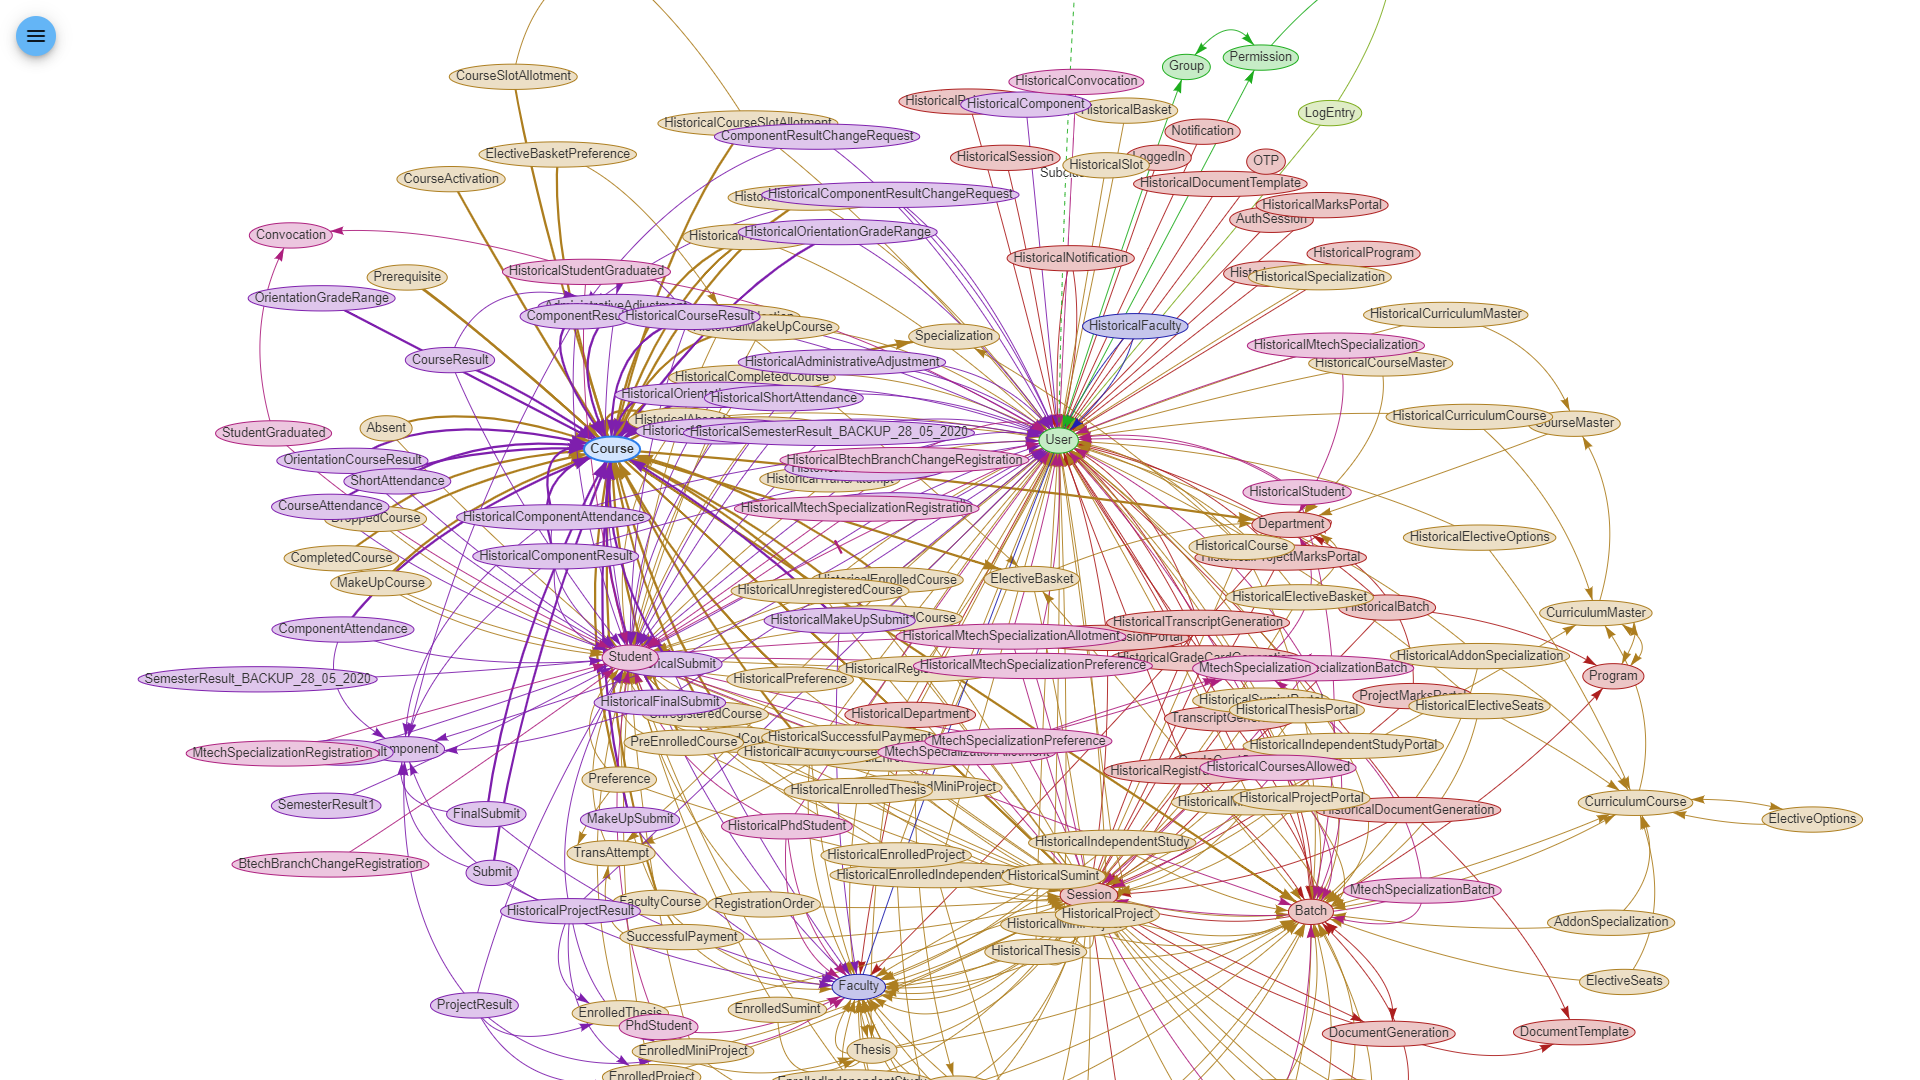 Group
Permission
CourseSlotAllotment
HistoricalConvocation
HistoricalComponent
HistoricalBasket
LogEntry
HistoricalCourseSlotAllotment
ComponentResultChangeRequest
Notification
ElectiveBasketPreference
HistoricalSession
HistoricalSlot
LoggedIn
OTP
CourseActivation
HistoricalDocumentTemplate
HistoricalComponentResultChangeRequest
HistoricalMarksPortal
AuthSession
Convocation
HistoricalOrientationGradeRange
HistoricalProgram
HistoricalNotification
HistoricalStudentGraduated
HistoricalSpecialization
Prerequisite
OrientationGradeRange
AdministrativeAdjustment
HistoricalCourseResult
HistoricalMakeUpCourse
HistoricalFaculty
HistoricalCurriculumMaster
Specialization
HistoricalMtechSpecialization
CourseResult
HistoricalAdministrativeAdjustment
HistoricalCourseMaster
HistoricalCompletedCourse
HistoricalShortAttendance
HistoricalCurriculumCourse
CourseMaster
Absent
StudentGraduated
HistoricalSemesterResult_BACKUP_28_05_2020
User
Course
OrientationCourseResult
HistoricalBtechBranchChangeRegistration
ShortAttendance
HistoricalTransAttempt
HistoricalStudent
CourseAttendance
HistoricalMtechSpecializationRegistration
DroppedCourse
HistoricalComponentAttendance
Department
HistoricalElectiveOptions
HistoricalCourse
CompletedCourse
HistoricalComponentResult
HistoricalProjectMarksPortal
MakeUpCourse
HistoricalEnrolledCourse
ElectiveBasket
HistoricalUnregisteredCourse
HistoricalElectiveBasket
HistoricalBatch
CurriculumMaster
HistoricalMakeUpSubmit
HistoricalTranscriptGeneration
ComponentAttendance
HistoricalMtechSpecializationAllotment
Student
HistoricalGradeCardGeneration
HistoricalAddonSpecialization
HistoricalMtechSpecializationPreference
MtechSpecialization
Program
SemesterResult_BACKUP_28_05_2020
HistoricalPreference
ProjectMarksPortal
HistoricalFinalSubmit
HistoricalThesisPortal
HistoricalElectiveSeats
UnregisteredCourse
HistoricalDepartment
PreEnrolledCourse
HistoricalSuccessfulPayment
MtechSpecializationPreference
HistoricalIndependentStudyPortal
MtechSpecializationRegistration
Component
HistoricalFacultyCourse
MtechSpecializationAllotment
HistoricalCoursesAllowed
Preference
HistoricalEnrolledThesis
HistoricalProjectPortal
CurriculumCourse
SemesterResult1
FinalSubmit
MakeUpSubmit
HistoricalPhdStudent
HistoricalDocumentGeneration
ElectiveOptions
HistoricalIndependentStudy
TransAttempt
HistoricalEnrolledProject
BtechBranchChangeRegistration
Submit
HistoricalSumint
MtechSpecializationBatch
Session
FacultyCourse
RegistrationOrder
HistoricalProjectResult
HistoricalProject
Batch
AddonSpecialization
SuccessfulPayment
HistoricalThesis
ElectiveSeats
Faculty
ProjectResult
EnrolledThesis
EnrolledSumint
PhdStudent
DocumentGeneration
DocumentTemplate
EnrolledMiniProject
Thesis
EnrolledProject